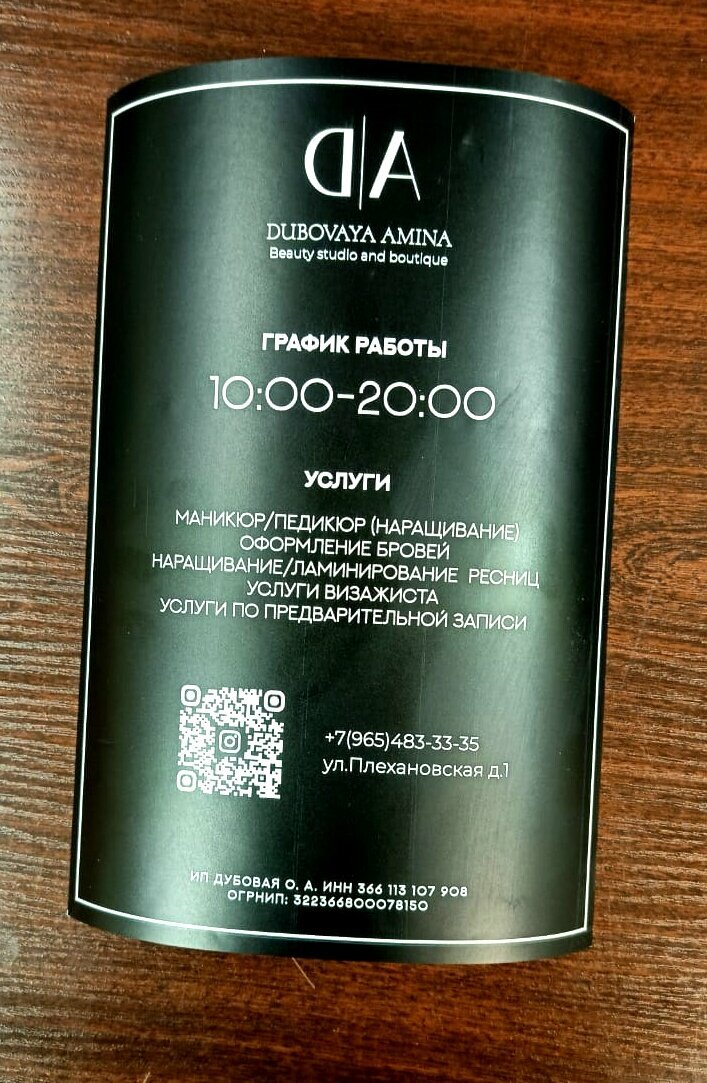 D|A
DUBOVAYA AMINA
Beauty studio and boutique
ГРАФИК РАБОТЫ
10:00-20:00
УСЛУГИ
МАНИКЮР/ПЕДИКЮР (НАРАЩИВАНИЕ)
ОФОРМЛЕНИЕ БРОВЕЙ
НАРАЩИВАНИЕ/ЛАМИНИРОВАНИЕ РЕСНИЦ
УСЛУГИ ВИЗАЖИСТА
УСЛУГИ ПО ПРЕДВАРИТЕЛЬНОЙ ЗАПИСИ
+7(965)483-33-35
ул.Плехановская д.1
ИП ДУБОВАЯ О. А. ИНН 366 113 107 908
ОГРНИП: 322366800078150